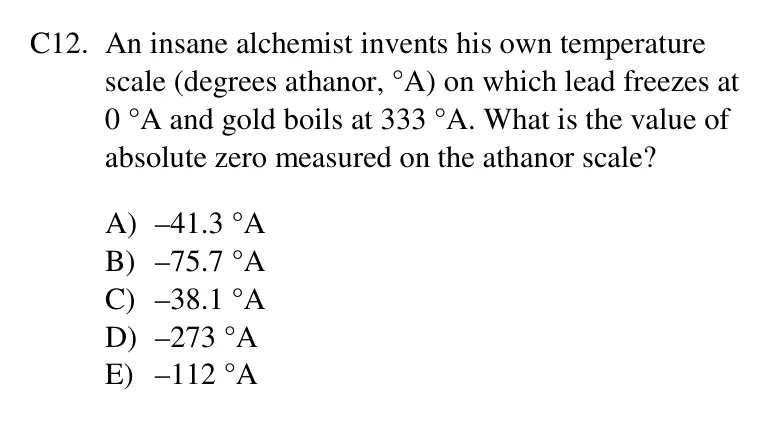 C12. An insane alchemist invents his own temperature
scale (degrees athanor, °A) on which lead freezes at
0 °A and gold boils at 333 °A. What is the value of
absolute zero measured on the athanor scale?
A) –41.3 °A
B) –75.7 °A
C) –38.1 °A
D) –273 °A
E) –112 °A